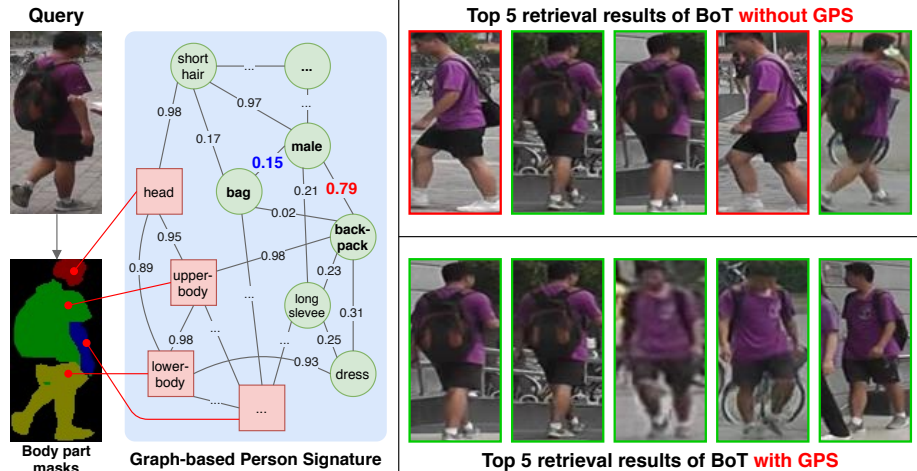 Query
Top 5 retrieval results of BoT without GPS
short
hair
...
...
0.98
0.97
...
0.17
male
0.15
head
bag
0.21
0.79
0.02
back-
pack
0.95
0.98
0.89
upper-
body
0.23
...
long
slevee
0.31
...
0.98
...
0.25
lower-
body
0.93
dress
...
...
Body part
masks
Graph-based Person Signature
Top 5 retrieval results of BoT with GPS